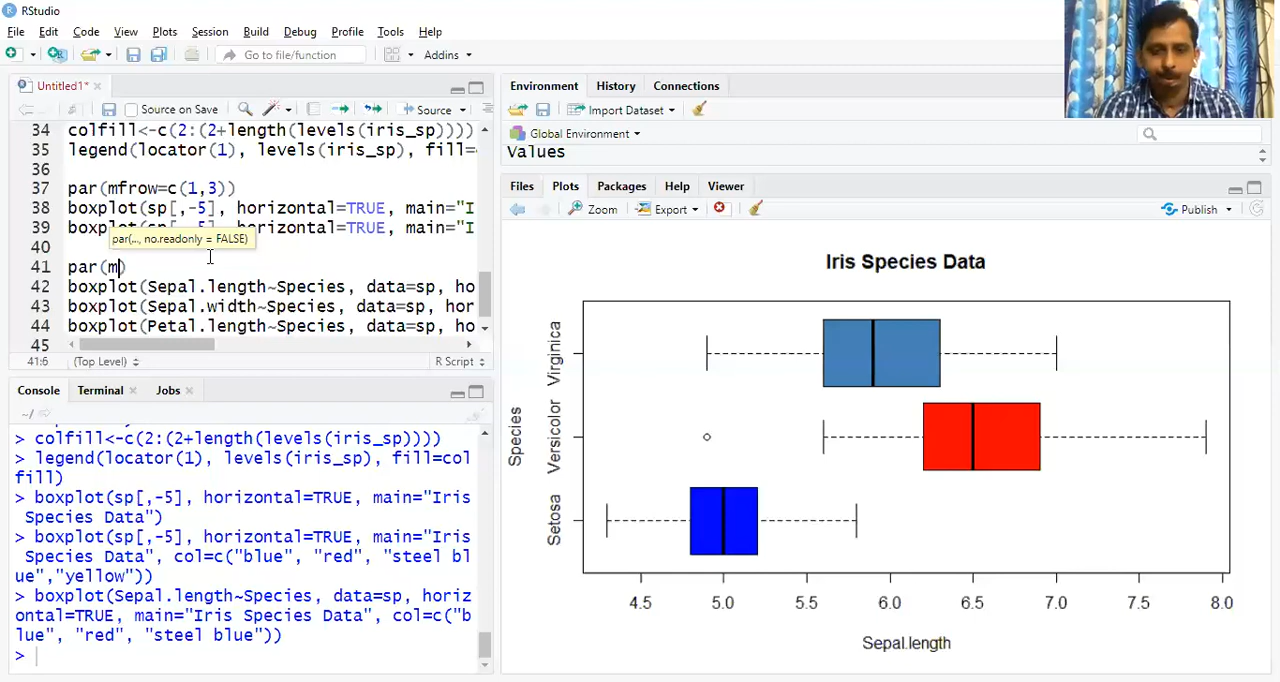 RStudio
File Edit Code View Plots Session Build Debug Profile Tools Help
Go to file/function Addins
Untitled1*
Source on Save Source
34 colfill<-c(2:(2+length(levels(iris_sp))))
35 legend(locator(1), levels(iris_sp), fill=
36
37 par(mfrow=c(1,3))
38 boxplot(sp[,-5], horizontal=TRUE, main="I
39 boxplot(sp[,-5], horizontal=TRUE, main="I
par(..., no.readonly = FALSE)
40
41 par(m)
42 boxplot(Sepal.length~Species, data=sp, ho
43 boxplot(Sepal.width~Species, data=sp, hor
44 boxplot(Petal.length~Species, data=sp, ho
45
41:6 (Top Level) R Script
Console Terminal Jobs
~/
> colfill<-c(2:(2+length(levels(iris_sp))))
> legend(locator(1), levels(iris_sp), fill=col
fill)
> boxplot(sp[,-5], horizontal=TRUE, main="Iris
 Species Data")
> boxplot(sp[,-5], horizontal=TRUE, main="Iris
 Species Data", col=c("blue", "red", "steel bl
ue","yellow"))
> boxplot(Sepal.length~Species, data=sp, horiz
ontal=TRUE, main="Iris Species Data", col=c("b
lue", "red", "steel blue"))
>
Environment History Connections
Import Dataset
Global Environment
Values
Files Plots Packages Help Viewer
Zoom Export Publish
Iris Species Data
Species
Virginica
Versicolor
Setosa
4.5 5.0 5.5 6.0 6.5 7.0 7.5 8.0
Sepal.length